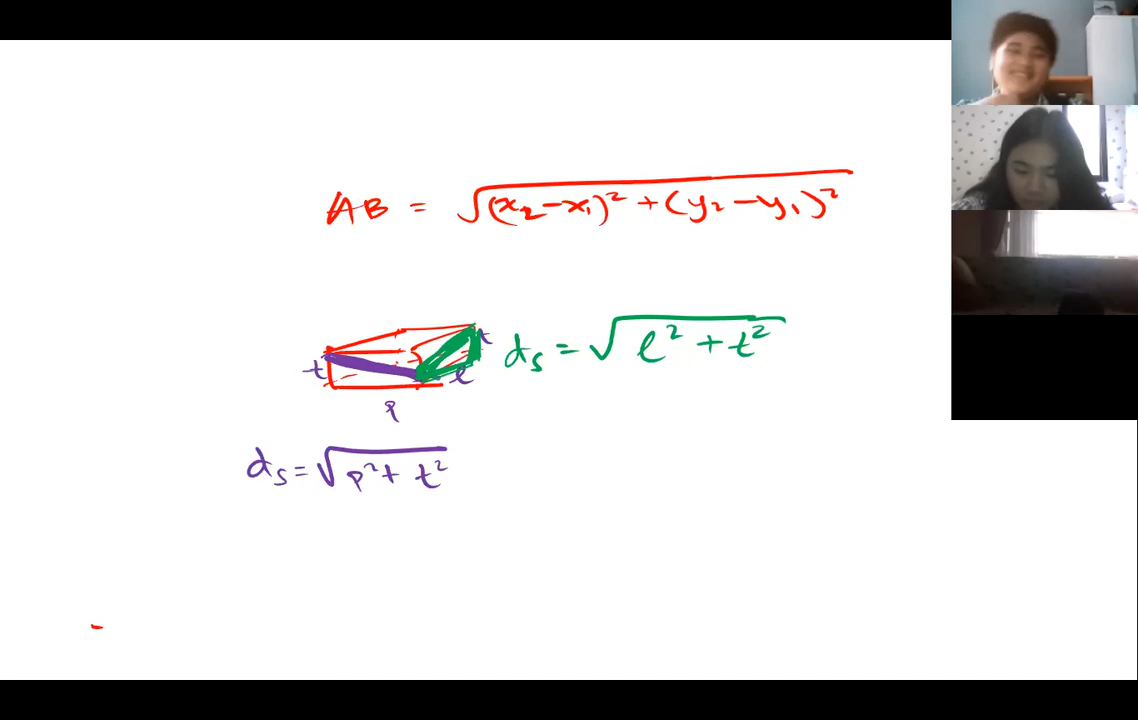 AB = √(x₂-x₁)² + (y₂-y₁)²
t
t
l
p
ds = √l² + t²
ds = √p² + t²